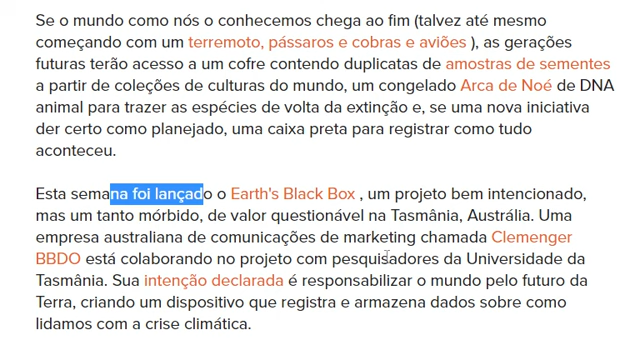 Se o mundo como nós o conhecemos chega ao fim (talvez até mesmo
começando com um terremoto, pássaros e cobras e aviões ), as gerações
futuras terão acesso a um cofre contendo duplicatas de amostras de sementes
a partir de coleções de culturas do mundo, um congelado Arca de Noé de DNA
animal para trazer as espécies de volta da extinção e, se uma nova iniciativa
der certo como planejado, uma caixa preta para registrar como tudo
aconteceu.
Esta semana foi lançado o Earth's Black Box , um projeto bem intencionado,
mas um tanto mórbido, de valor questionável na Tasmânia, Austrália. Uma
empresa australiana de comunicações de marketing chamada Clemenger
BBDO está colaborando no projeto com pesquisadores da Universidade da
Tasmânia. Sua intenção declarada é responsabilizar o mundo pelo futuro da
Terra, criando um dispositivo que registra e armazena dados sobre como
lidamos com a crise climática.